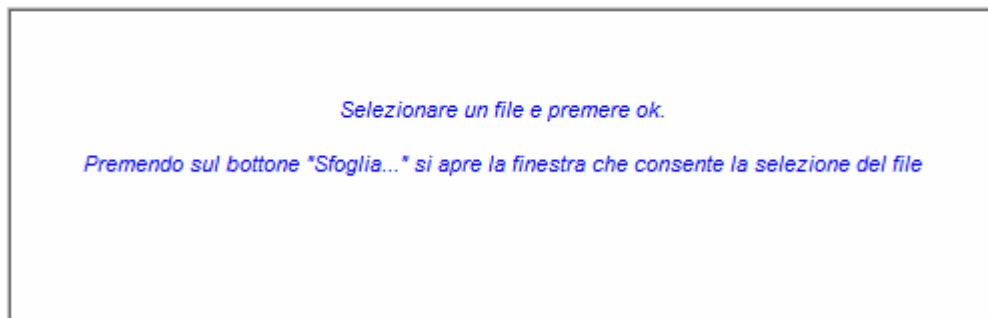 Selezionare un file e premere ok.
Premendo sul bottone "Sfoglia..." si apre la finestra che consente la selezione del file